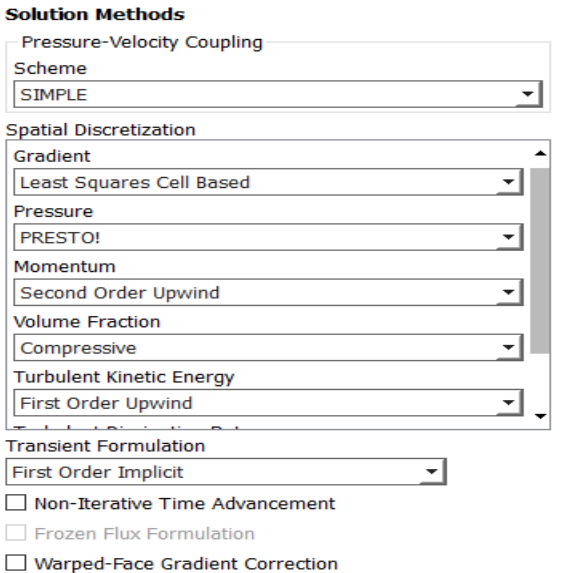 Solution Methods
Pressure-Velocity Coupling
Scheme
SIMPLE
Spatial Discretization
Gradient
Least Squares Cell Based
Pressure
PRESTO!
Momentum
Second Order Upwind
Volume Fraction
Compressive
Turbulent Kinetic Energy
First Order Upwind
Transient Formulation
First Order Implicit
Non-Iterative Time Advancement
Frozen Flux Formulation
Warped-Face Gradient Correction